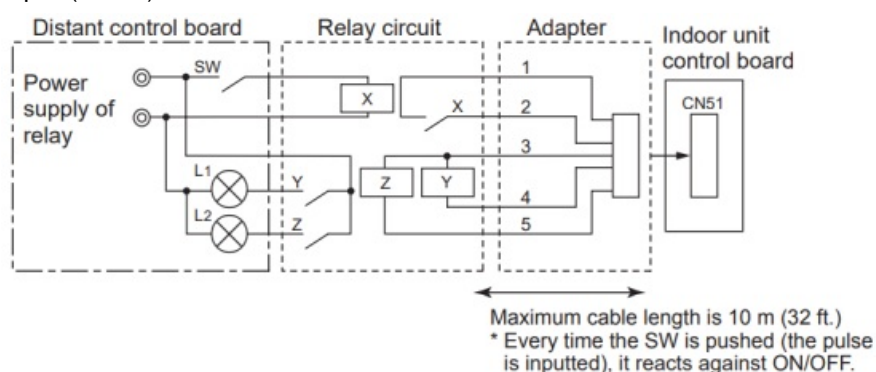 Distant control board
Relay circuit
Adapter
Indoor unit
control board
Power
supply of
relay
SW
X
X
1
2
3
4
5
CN51
L1
Y
Z
Y
L2
Z
Maximum cable length is 10 m (32 ft.)
* Every time the SW is pushed (the pulse
is inputted), it reacts against ON/OFF.